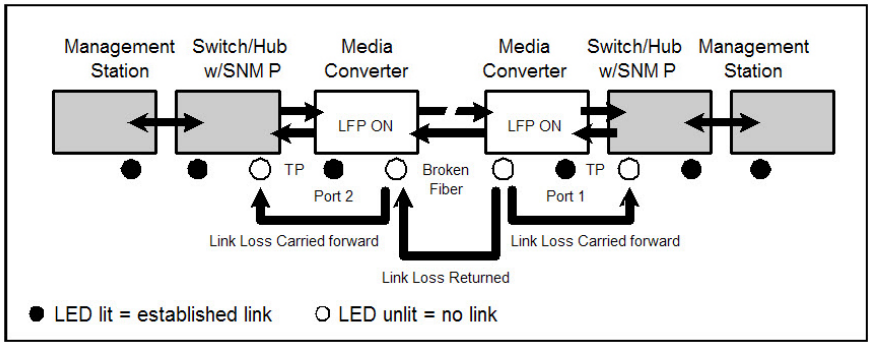 Management Station
Switch/Hub w/SNM P
Media Converter
Media Converter
Switch/Hub w/SNM P
Management Station
LFP ON
LFP ON
TP
Broken Fiber
TP
Port 2
Port 1
Link Loss Carried forward
Link Loss Carried forward
Link Loss Returned
LED lit = established link
LED unlit = no link